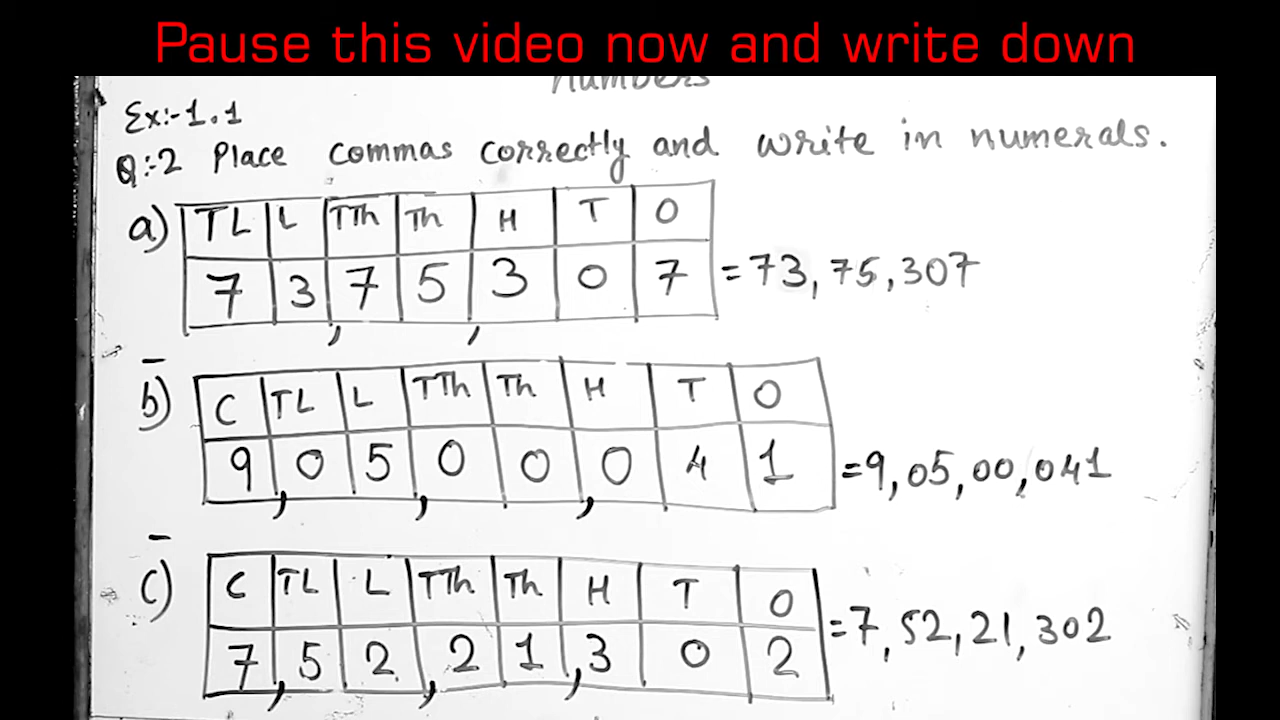 Pause this video now and write down
numbers
Ex:-1.1
Q:2 Place commas correctly and write in numerals.
a) TL L TTh Th H T O
7 3, 7 5, 3 0 7 = 73, 75, 307
b) C TL L TTh Th H T O
9, 0 5, 0 0, 0 4 1 = 9, 05, 00, 041
c) C TL L TTh Th H T O
7, 5 2, 2 1, 3 0 2 = 7, 52, 21, 302